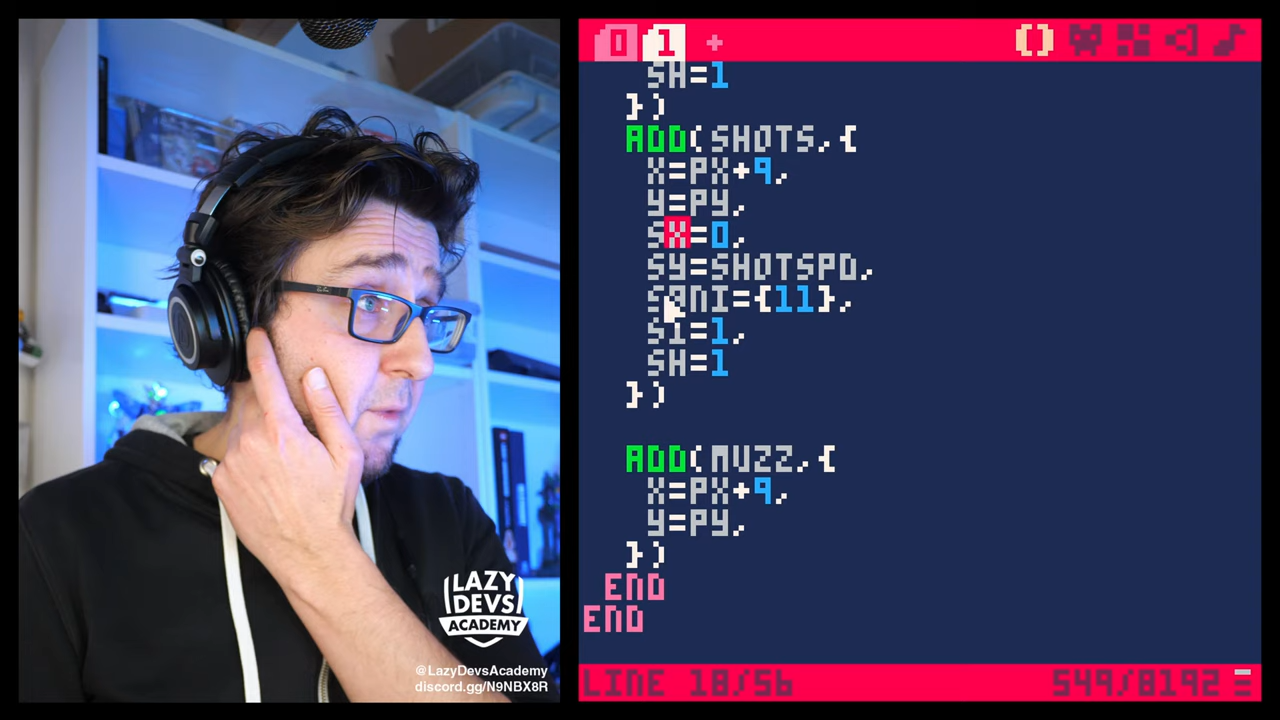 0 1 +
SH=1
})
ADD(SHOTS,{
X=PX+9,
Y=PY,
SX=0,
SY=SHOTSPD,
SANI={11},
SI=1,
SH=1
})
ADD(MUZZ,{
X=PX+9,
Y=PY,
})
END
END
LINE 18/56 549/8192
LAZY
DEVS
ACADEMY
@LazyDevsAcademy
discord.gg/N9NBX8R